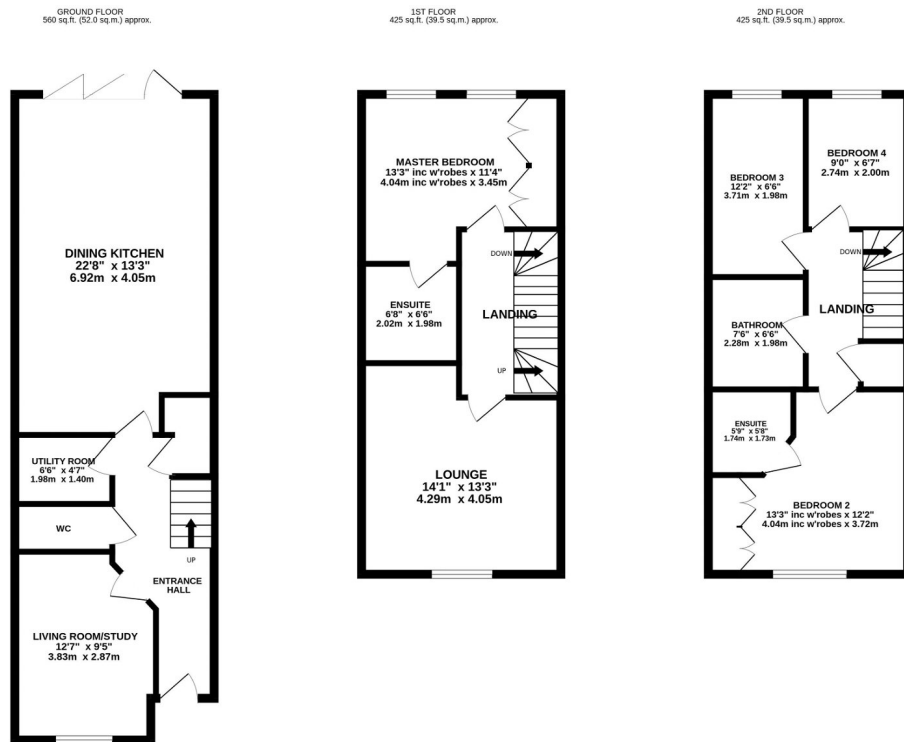 GROUND FLOOR
560 sq.ft. (52.0 sq.m.) approx.
DINING KITCHEN
22'8" x 13'3"
6.92m x 4.05m
UTILITY ROOM
6'6" x 4'7"
1.98m x 1.40m
WC
UP
ENTRANCE
HALL
LIVING ROOM/STUDY
12'7" x 9'5"
3.83m x 2.87m
1ST FLOOR
425 sq.ft. (39.5 sq.m.) approx.
MASTER BEDROOM
13'3" inc w'robes x 11'4"
4.04m inc w'robes x 3.45m
DOWN
ENSUITE
6'8" x 6'6"
2.02m x 1.98m
LANDING
UP
LOUNGE
14'1" x 13'3"
4.29m x 4.05m
2ND FLOOR
425 sq.ft. (39.5 sq.m.) approx.
BEDROOM 4
9'0" x 6'7"
2.74m x 2.00m
BEDROOM 3
12'2" x 6'6"
3.71m x 1.98m
DOWN
LANDING
BATHROOM
7'6" x 6'6"
2.28m x 1.98m
ENSUITE
5'9" x 5'8"
1.74m x 1.73m
BEDROOM 2
13'3" inc w'robes x 12'2"
4.04m inc w'robes x 3.72m